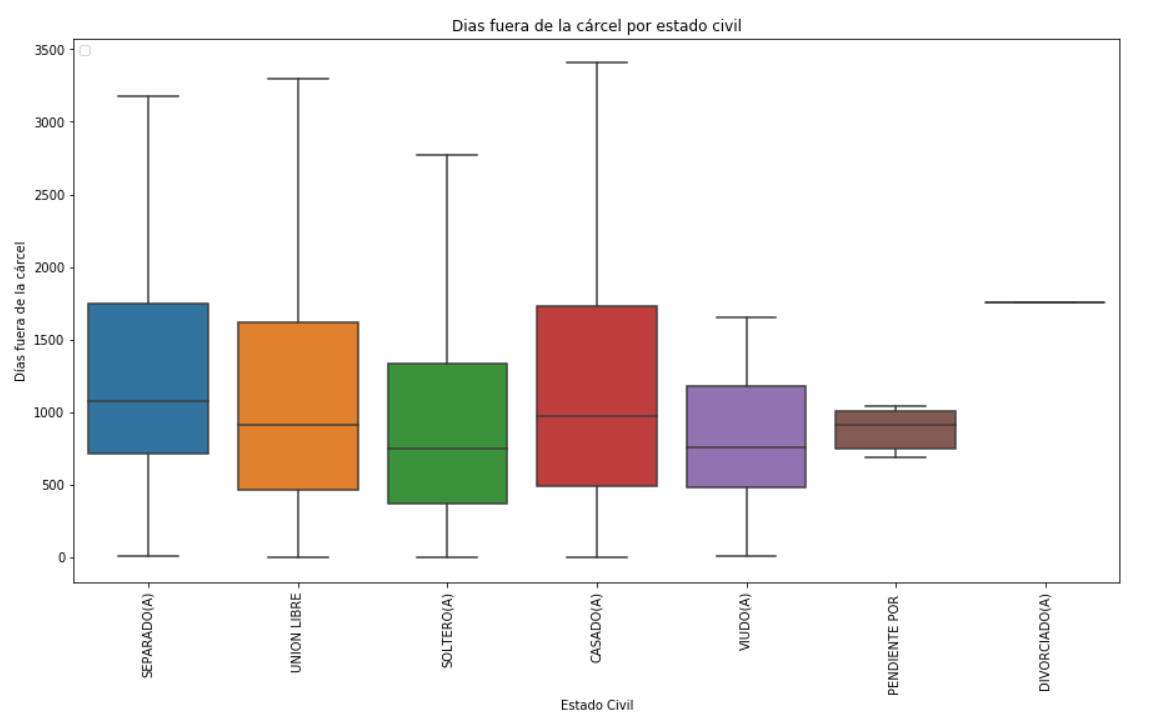 Dias fuera de la cárcel por estado civil
3500
3000
2500
2000
1500
1000
500
0
Días fuera de la cárcel
SEPARADO(A)
UNION LIBRE
SOLTERO(A)
CASADO(A)
VIUDO(A)
PENDIENTE POR
DIVORCIADO(A)
Estado Civil